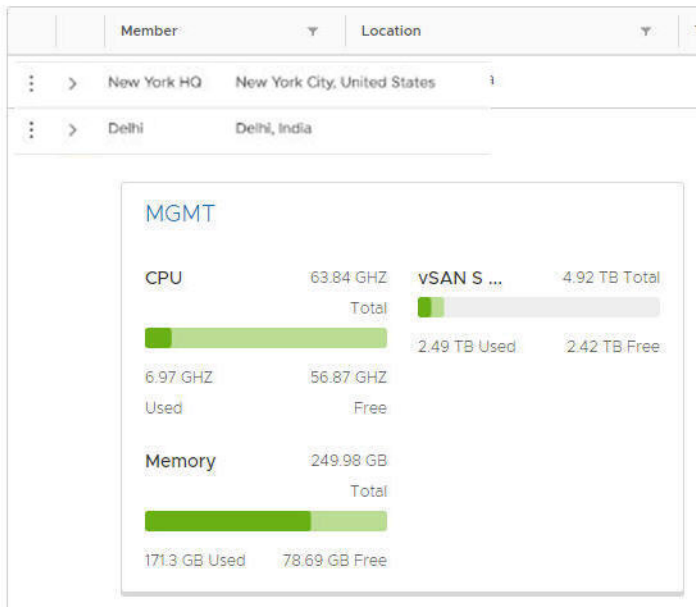 Member Location
New York HQ New York City, United States
Delhi Delhi, India
MGMT
CPU 63.84 GHZ
Total
6.97 GHZ 56.87 GHZ
Used Free
vSAN S ... 4.92 TB Total
2.49 TB Used 2.42 TB Free
Memory 249.98 GB
Total
171.3 GB Used 78.69 GB Free